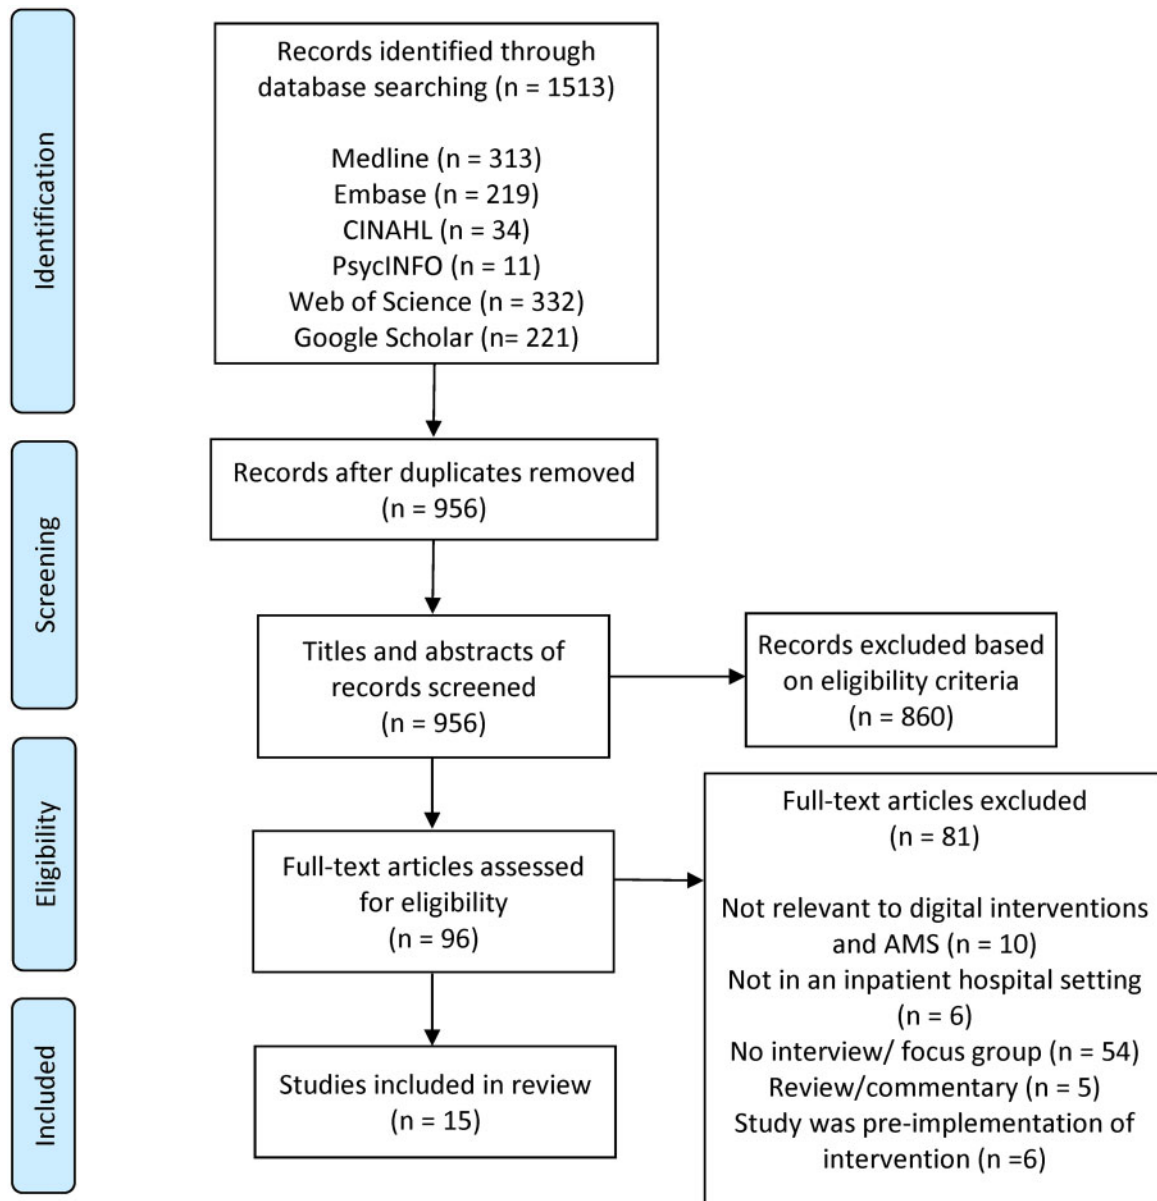 Identification
Records identified through
database searching (n = 1513)
Medline (n = 313)
Embase (n = 219)
CINAHL (n = 34)
PsycINFO (n = 11)
Web of Science (n = 332)
Google Scholar (n= 221)
Screening
Records after duplicates removed
(n = 956)
Titles and abstracts of
records screened
(n = 956)
Records excluded based
on eligibility criteria
(n = 860)
Eligibility
Full-text articles assessed
for eligibility
(n = 96)
Full-text articles excluded
(n = 81)
Not relevant to digital interventions
and AMS (n = 10)
Not in an inpatient hospital setting
(n = 6)
No interview/ focus group (n = 54)
Review/commentary (n = 5)
Study was pre-implementation of
intervention (n =6)
Included
Studies included in review
(n = 15)